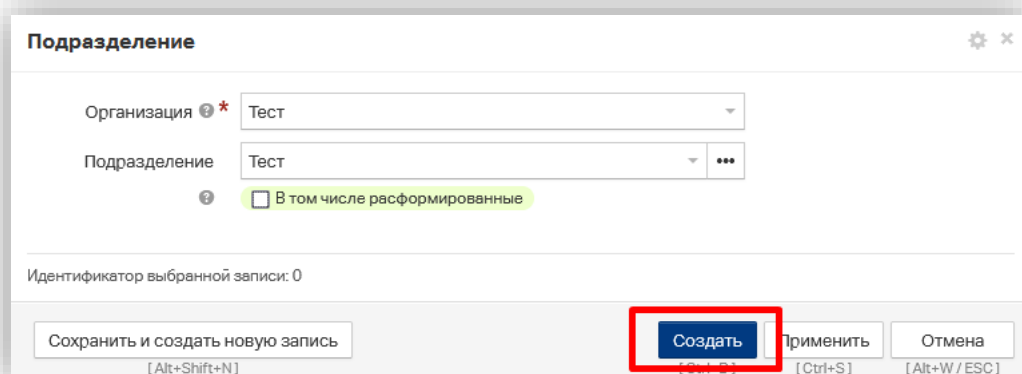 Подразделение
Организация * Тест
Подразделение Тест •••
В том числе расформированные
Идентификатор выбранной записи: 0
Сохранить и создать новую запись Создать Применить Отмена
[Alt+Shift+N] [Ctrl+S] [Alt+W / ESC]